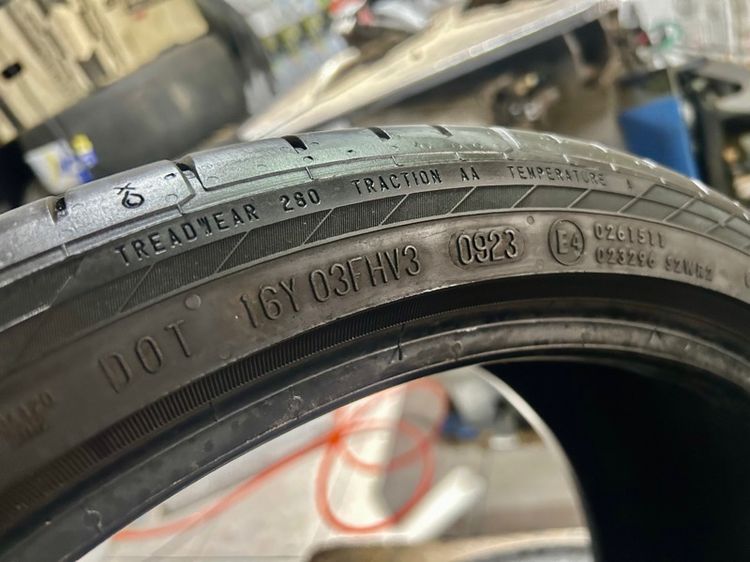 TREADWEAR 280 TRACTION AA TEMPERATURE A
DOT 16Y 03FHV3 0923 E4
0261511
023296 S2WR2